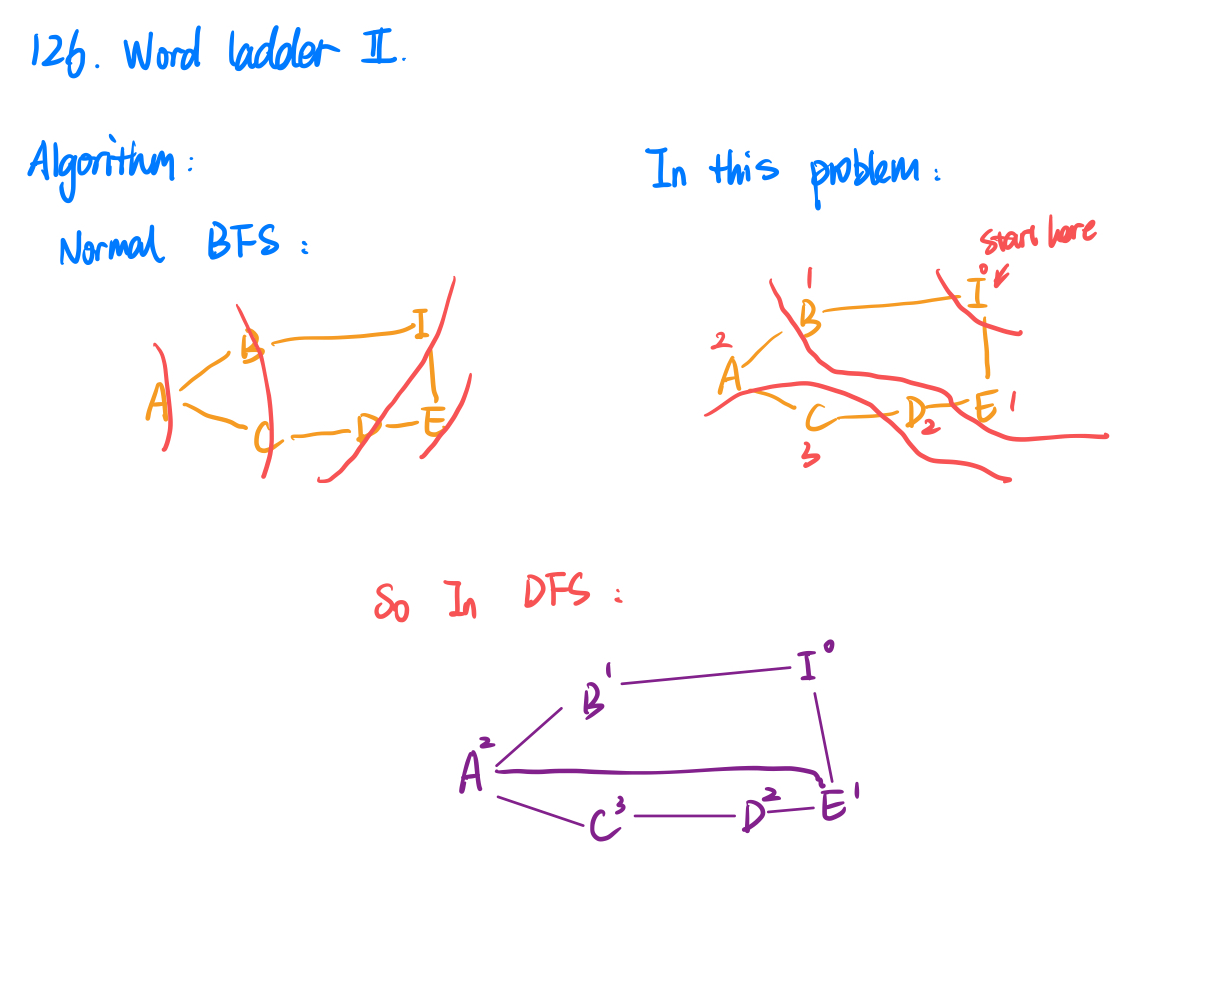 126. Word ladder II.
Algorithm:
Normal BFS:
A B C D E I
In this problem:
start here
I 0
B 1
A 2
E 1
D 2
C 3
So In DFS:
I 0
B 1
A 2
C 3
D 2
E 1